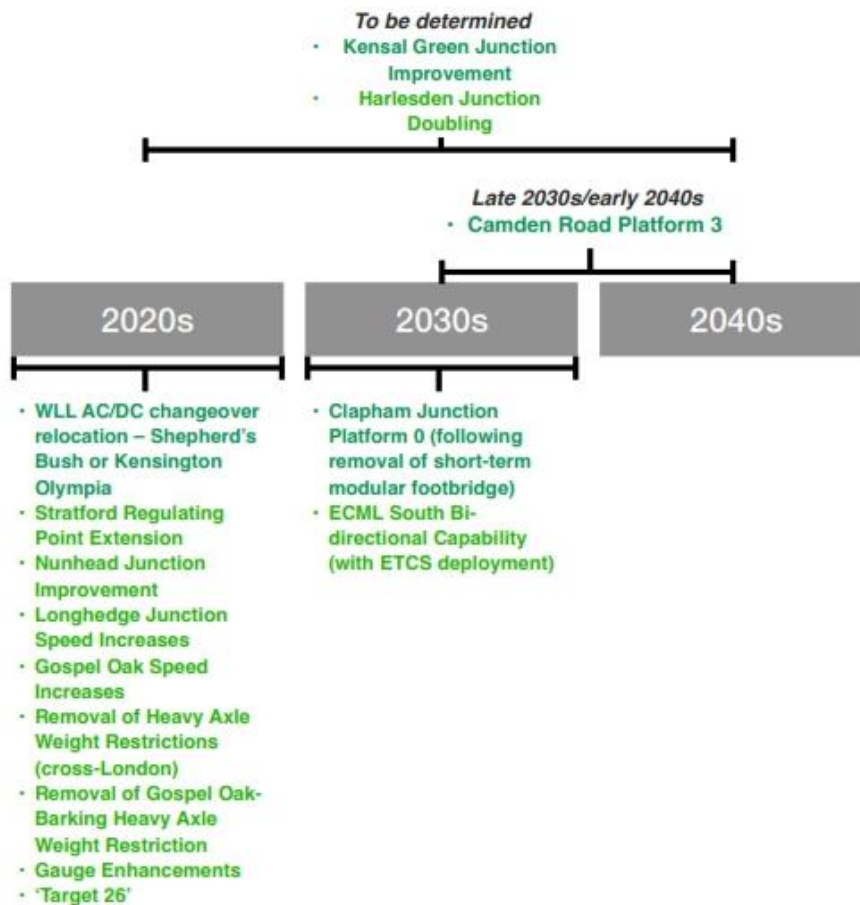 To be determined
• Kensal Green Junction
Improvement
• Harlesden Junction
Doubling
Late 2030s/early 2040s
• Camden Road Platform 3
2020s
2030s
2040s
• WLL AC/DC changeover
relocation – Shepherd's
Bush or Kensington
Olympia
• Stratford Regulating
Point Extension
• Nunhead Junction
Improvement
• Longhedge Junction
Speed Increases
• Gospel Oak Speed
Increases
• Removal of Heavy Axle
Weight Restrictions
(cross-London)
• Removal of Gospel Oak-
Barking Heavy Axle
Weight Restriction
• Gauge Enhancements
• ‘Target 26’
• Clapham Junction
Platform 0 (following
removal of short-term
modular footbridge)
• ECML South Bi-
directional Capability
(with ETCS deployment)